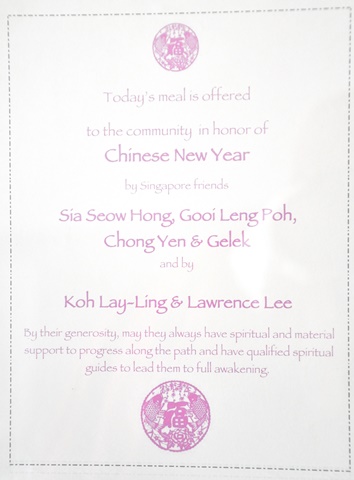 Today's meal is offered
to the community in honor of
Chinese New Year
by Singapore friends
Sia Seow Hong, Gooi Leng Poh,
Chong Yen & Gelek
and by
Koh Lay-Ling & Lawrence Lee
By their generosity, may they always have spiritual and material
support to progress along the path and have qualified spiritual
guides to lead them to full awakening.
福